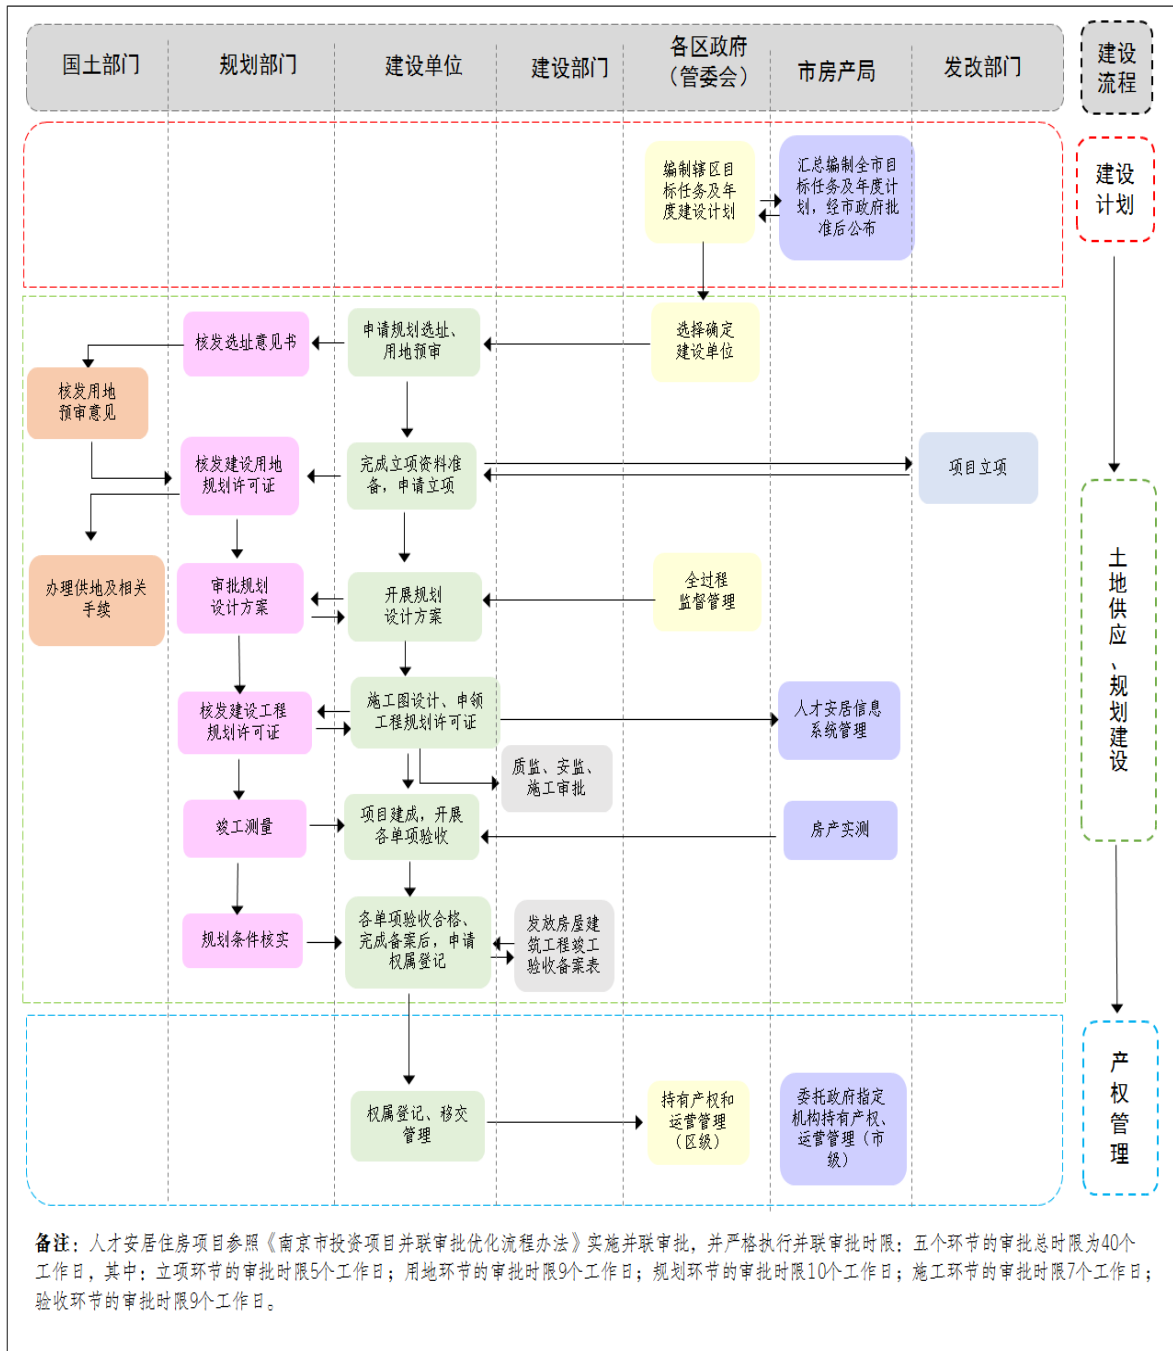 国土部门
规划部门
建设单位
建设部门
各区政府
（管委会）
市房产局
发改部门
建设
流程
编制辖区目
标任务及年
度建设计划
汇总编制全市目
标任务及年度计
划，经市政府批
准后公布
建设
计划
核发选址意见书
申请规划选址、
用地预审
选择确定
建设单位
核发用地
预审意见
核发建设用地
规划许可证
完成立项资料准
备，申请立项
项目立项
办理供地及相关
手续
审批规划
设计方案
开展规划
设计方案
全过程
监督管理
土地供应、规划建设
核发建设工程
规划许可证
施工图设计、申领
工程规划许可证
人才安居信息
系统管理
质监、安监、
施工审批
竣工测量
项目建成，开展
各单项验收
房产实测
规划条件核实
各单项验收合格、
完成备案后，申请
权属登记
发放房屋建
筑工程竣工
验收备案表
权属登记、移交
管理
持有产权和
运营管理
（区级）
委托政府指定
机构持有产权、
运营管理（市
级）
产权管理
备注：人才安居住房项目参照《南京市投资项目并联审批优化流程办法》实施并联审批，并严格执行并联审批时限：五个环节的审批总时限为40个
工作日，其中：立项环节的审批时限5个工作日；用地环节的审批时限9个工作日；规划环节的审批时限10个工作日；施工环节的审批时限7个工作日；
验收环节的审批时限9个工作日。